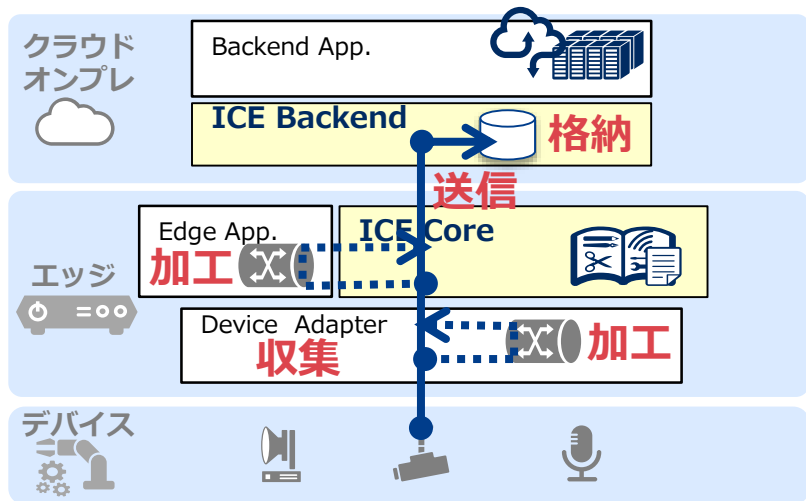 クラウド
オンプレ
Backend App.
ICE Backend
格納
送信
エッジ
Edge App.
加工
ICE Core
Device Adapter
収集
加工
デバイス